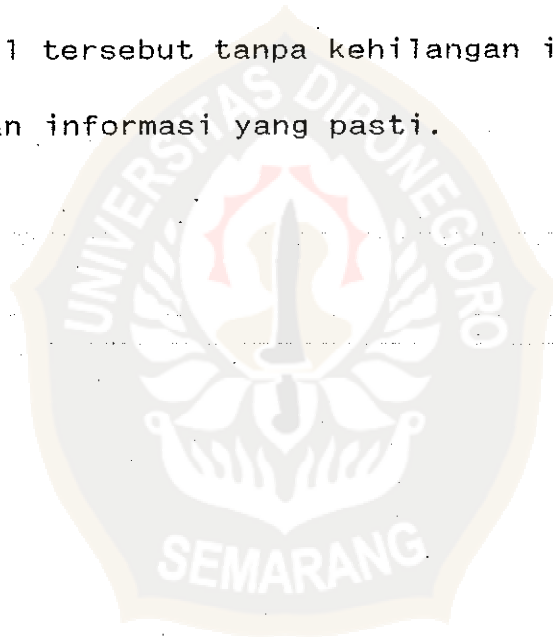 l tersebut tanpa kehilangan i
n informasi yang pasti.
UNIVERSITAS DIPONEGORO
SEMARANG